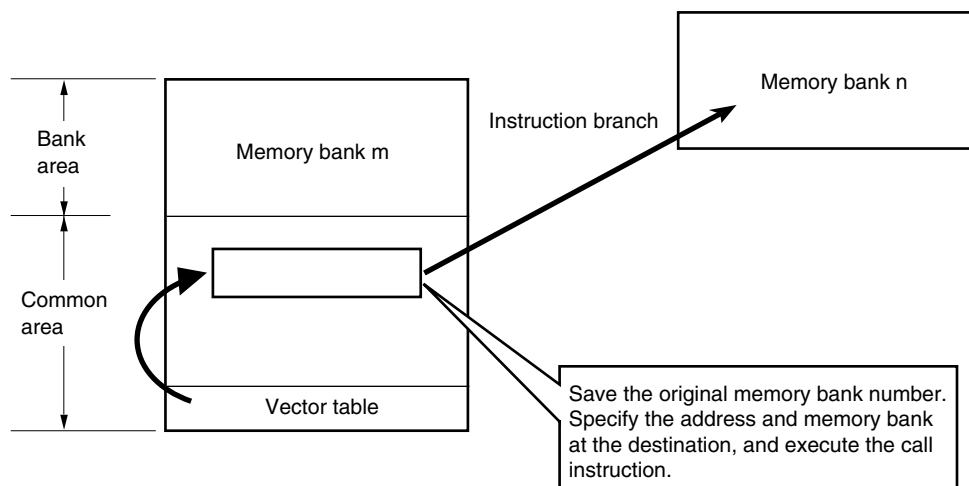 Memory bank n
Instruction branch
Bank
area
Memory bank m
Common
area
Vector table
Save the original memory bank number.
Specify the address and memory bank
at the destination, and execute the call
instruction.